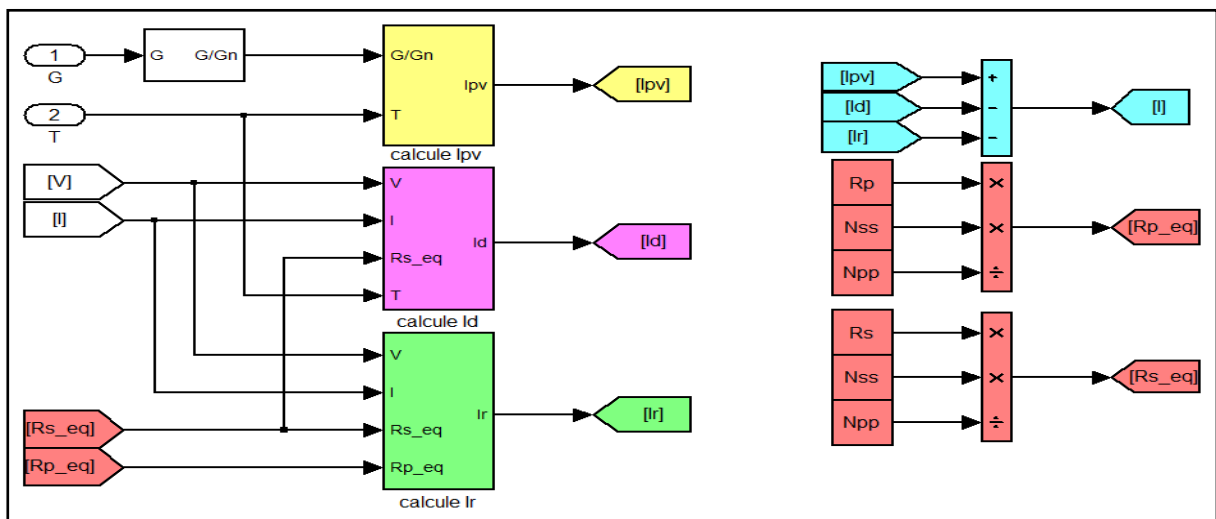 1
G
G G/Gn
2
T
[V]
[I]
[Rs_eq]
[Rp_eq]
G/Gn
Ipv
T
calcule Ipv
[Ipv]
V
I
Id
Rs_eq
T
calcule Id
[Id]
V
I
Ir
Rs_eq
Rp_eq
calcule Ir
[Ir]
[Ipv] +
[Id] −
[Ir] −
[I]
Rp ×
Nss ×
Npp ÷
[Rp_eq]
Rs ×
Nss ×
Npp ÷
[Rs_eq]